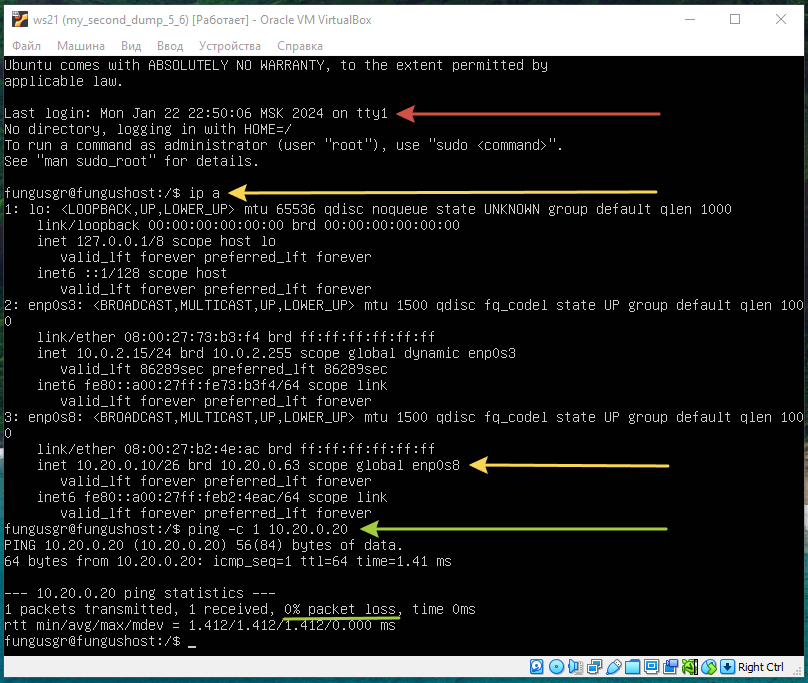 ws21 (my_second_dump_5_6) [Работает] - Oracle VM VirtualBox
Файл Машина Вид Ввод Устройства Справка
Ubuntu comes with ABSOLUTELY NO WARRANTY, to the extent permitted by
applicable law.
Last login: Mon Jan 22 22:50:06 MSK 2024 on tty1
No directory, logging in with HOME=/
To run a command as administrator (user "root"), use "sudo <command>".
See "man sudo_root" for details.
fungusgr@fungushost:/$ ip a
1: lo: <LOOPBACK,UP,LOWER_UP> mtu 65536 qdisc noqueue state UNKNOWN group default qlen 1000
link/loopback 00:00:00:00:00:00 brd 00:00:00:00:00:00
inet 127.0.0.1/8 scope host lo
valid_lft forever preferred_lft forever
inet6 ::1/128 scope host
valid_lft forever preferred_lft forever
2: enp0s3: <BROADCAST,MULTICAST,UP,LOWER_UP> mtu 1500 qdisc fq_codel state UP group default qlen 100
0
link/ether 08:00:27:73:b3:f4 brd ff:ff:ff:ff:ff:ff
inet 10.0.2.15/24 brd 10.0.2.255 scope global dynamic enp0s3
valid_lft 86289sec preferred_lft 86289sec
inet6 fe80::a00:27ff:fe73:b3f4/64 scope link
valid_lft forever preferred_lft forever
3: enp0s8: <BROADCAST,MULTICAST,UP,LOWER_UP> mtu 1500 qdisc fq_codel state UP group default qlen 100
0
link/ether 08:00:27:b2:4e:ac brd ff:ff:ff:ff:ff:ff
inet 10.20.0.10/26 brd 10.20.0.63 scope global enp0s8
valid_lft forever preferred_lft forever
inet6 fe80::a00:27ff:feb2:4eac/64 scope link
valid_lft forever preferred_lft forever
fungusgr@fungushost:/$ ping -c 1 10.20.0.20
PING 10.20.0.20 (10.20.0.20) 56(84) bytes of data.
64 bytes from 10.20.0.20: icmp_seq=1 ttl=64 time=1.41 ms
--- 10.20.0.20 ping statistics ---
1 packets transmitted, 1 received, 0% packet loss, time 0ms
rtt min/avg/max/mdev = 1.412/1.412/1.412/0.000 ms
fungusgr@fungushost:/$ _
Right Ctrl